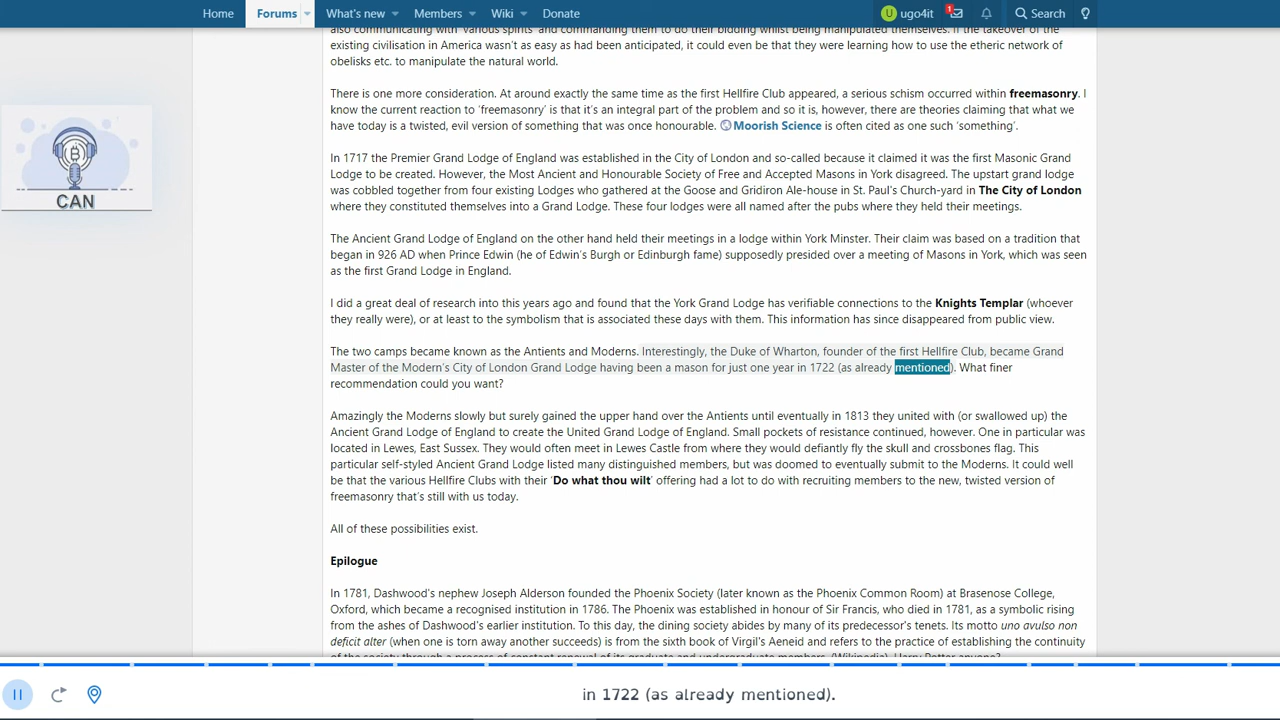 Home
Forums
What's new
Members
Wiki
Donate
U ugo4it
1
Search
also communicating with 'various spirits' and commanding them to do their bidding whilst being manipulated themselves. If the takeover of the
existing civilisation in America wasn't as easy as had been anticipated, it could even be that they were learning how to use the etheric network of
obelisks etc. to manipulate the natural world.
There is one more consideration. At around exactly the same time as the first Hellfire Club appeared, a serious schism occurred within freemasonry. I
know the current reaction to 'freemasonry' is that it's an integral part of the problem and so it is, however, there are theories claiming that what we
have today is a twisted, evil version of something that was once honourable. Moorish Science is often cited as one such 'something'.
In 1717 the Premier Grand Lodge of England was established in the City of London and so-called because it claimed it was the first Masonic Grand
Lodge to be created. However, the Most Ancient and Honourable Society of Free and Accepted Masons in York disagreed. The upstart grand lodge
was cobbled together from four existing Lodges who gathered at the Goose and Gridiron Ale-house in St. Paul's Church-yard in The City of London
where they constituted themselves into a Grand Lodge. These four lodges were all named after the pubs where they held their meetings.
CAN
The Ancient Grand Lodge of England on the other hand held their meetings in a lodge within York Minster. Their claim was based on a tradition that
began in 926 AD when Prince Edwin (he of Edwin's Burgh or Edinburgh fame) supposedly presided over a meeting of Masons in York, which was seen
as the first Grand Lodge in England.
I did a great deal of research into this years ago and found that the York Grand Lodge has verifiable connections to the Knights Templar (whoever
they really were), or at least to the symbolism that is associated these days with them. This information has since disappeared from public view.
The two camps became known as the Antients and Moderns. Interestingly, the Duke of Wharton, founder of the first Hellfire Club, became Grand
Master of the Modern's City of London Grand Lodge having been a mason for just one year in 1722 (as already mentioned). What finer
recommendation could you want?
Amazingly the Moderns slowly but surely gained the upper hand over the Antients until eventually in 1813 they united with (or swallowed up) the
Ancient Grand Lodge of England to create the United Grand Lodge of England. Small pockets of resistance continued, however. One in particular was
located in Lewes, East Sussex. They would often meet in Lewes Castle from where they would defiantly fly the skull and crossbones flag. This
particular self-styled Ancient Grand Lodge listed many distinguished members, but was doomed to eventually submit to the Moderns. It could well
be that the various Hellfire Clubs with their 'Do what thou wilt' offering had a lot to do with recruiting members to the new, twisted version of
freemasonry that's still with us today.
All of these possibilities exist.
Epilogue
In 1781, Dashwood's nephew Joseph Alderson founded the Phoenix Society (later known as the Phoenix Common Room) at Brasenose College,
Oxford, which became a recognised institution in 1786. The Phoenix was established in honour of Sir Francis, who died in 1781, as a symbolic rising
from the ashes of Dashwood's earlier institution. To this day, the dining society abides by many of its predecessor's tenets. Its motto uno avulso non
deficit alter (when one is torn away another succeeds) is from the sixth book of Virgil's Aeneid and refers to the practice of establishing the continuity
of the society through a process of constant renewal of its graduate and undergraduate members. (Wikipedia). Harry Potter anyone?
in 1722 (as already mentioned).